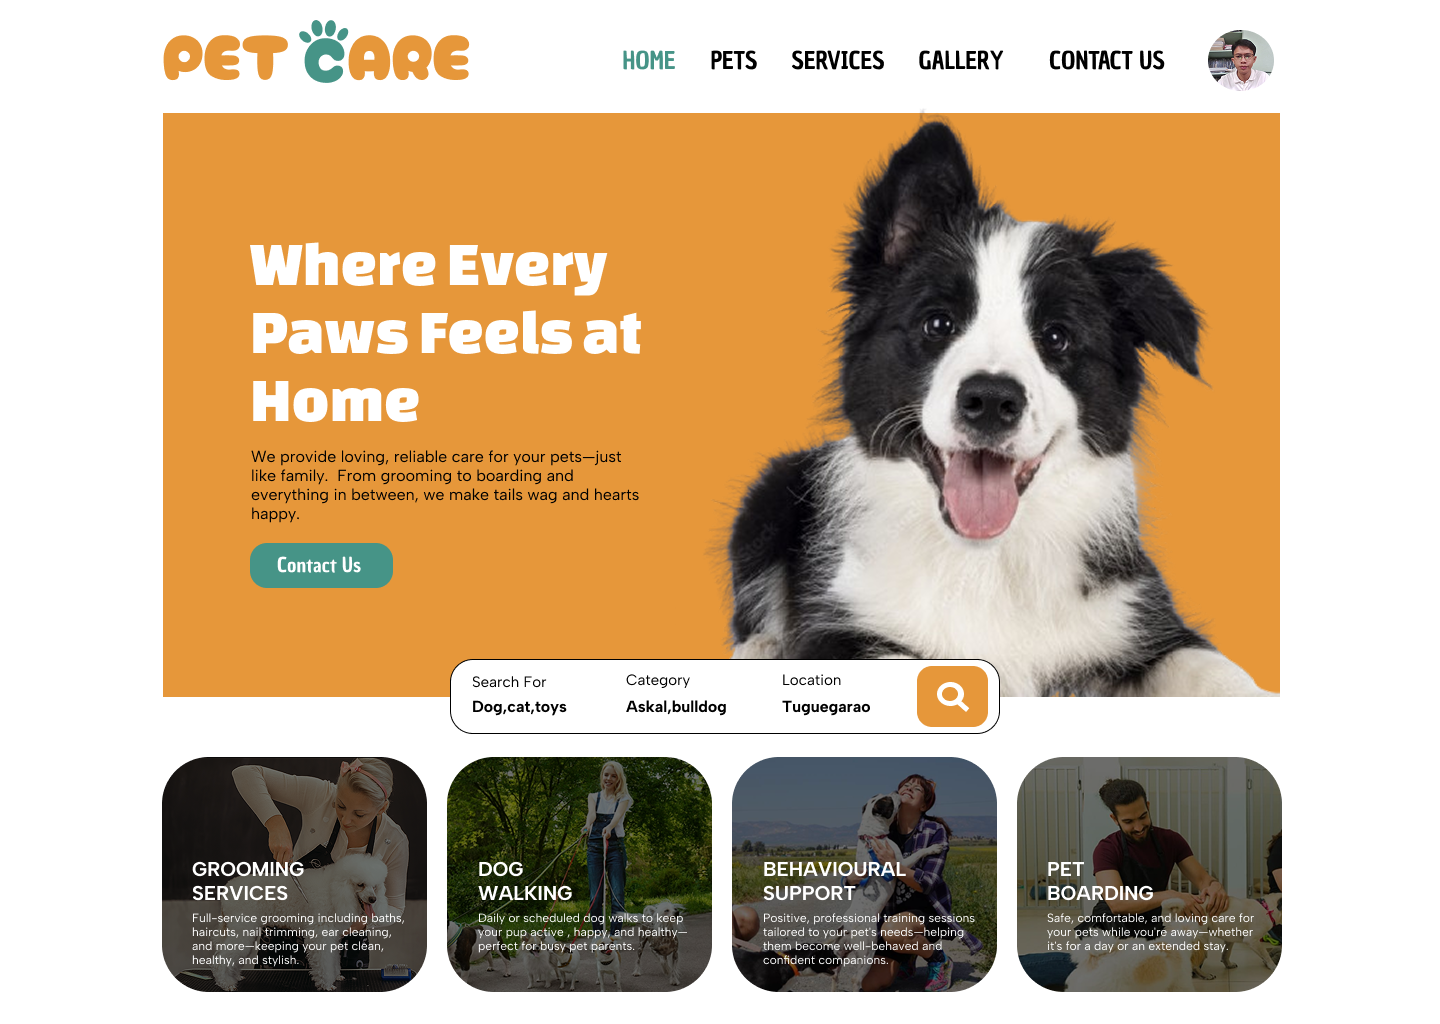 PET CARE
HOME PETS SERVICES GALLERY CONTACT US
Where Every
Paws Feels at
Home
We provide loving, reliable care for your pets—just
like family.  From grooming to boarding and
everything in between, we make tails wag and hearts
happy.
Contact Us
Search For
Dog,cat,toys
Category
Askal,bulldog
Location
Tuguegarao
GROOMING
SERVICES
Full-service grooming including baths,
haircuts, nail trimming, ear cleaning,
and more—keeping your pet clean,
healthy, and stylish.
DOG
WALKING
Daily or scheduled dog walks to keep
your pup active , happy, and healthy—
perfect for busy pet parents.
BEHAVIOURAL
SUPPORT
Positive, professional training sessions
tailored to your pet's needs—helping
them become well-behaved and
confident companions.
PET
BOARDING
Safe, comfortable, and loving care for
your pets while you're away—whether
it's for a day or an extended stay.